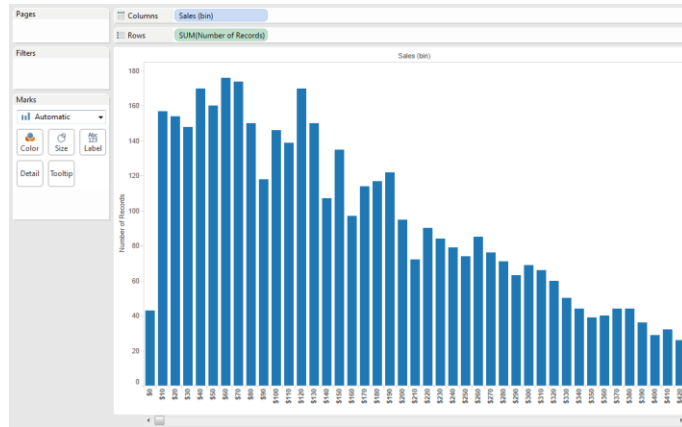 Pages
Columns Sales (bin)
Rows SUM(Number of Records)
Filters
Marks
Automatic
Color Size Label
Detail Tooltip
Sales (bin)
Number of Records
180
160
140
120
100
80
60
40
20
0
$0 $10 $20 $30 $40 $50 $60 $70 $80 $90 $100 $110 $120 $130 $140 $150 $160 $170 $180 $190 $200 $210 $220 $230 $240 $250 $260 $270 $280 $290 $300 $310 $320 $330 $340 $350 $360 $370 $380 $390 $400 $410 $420